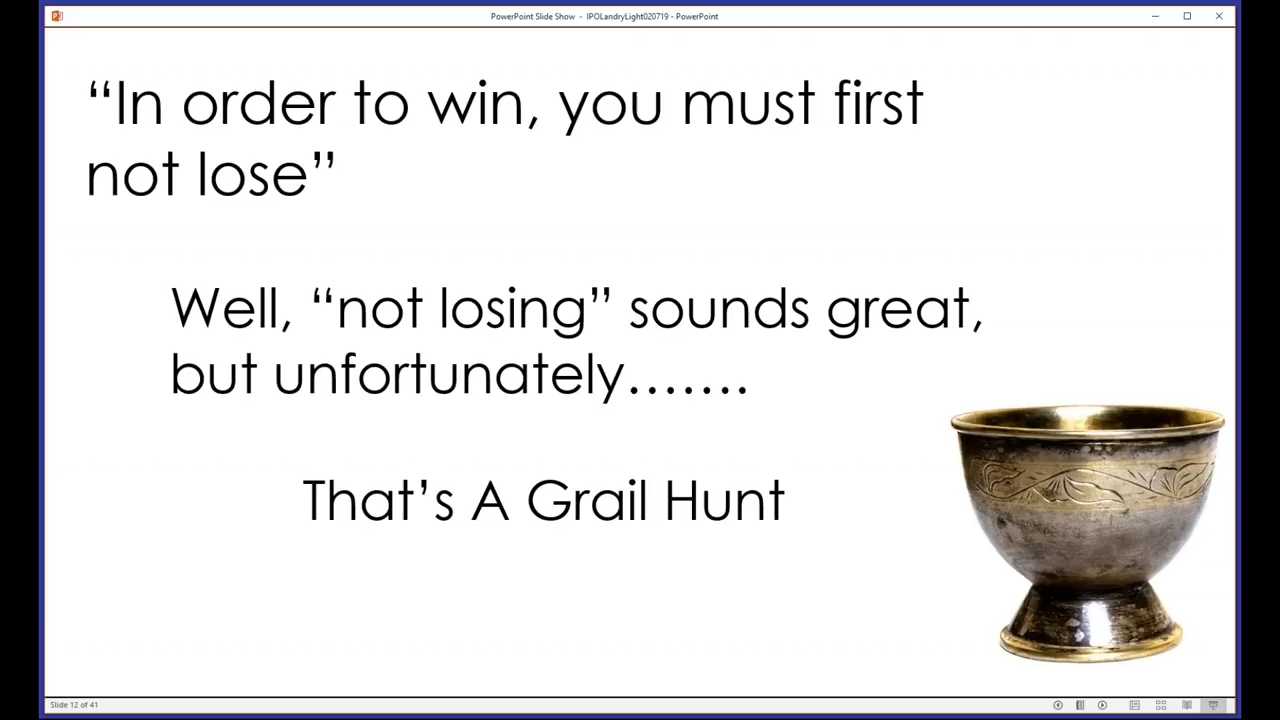 PowerPoint Slide Show - IPOLandryLight020719 - PowerPoint
“In order to win, you must first
not lose”
Well, “not losing” sounds great,
but unfortunately…….
That’s A Grail Hunt
Slide 12 of 41